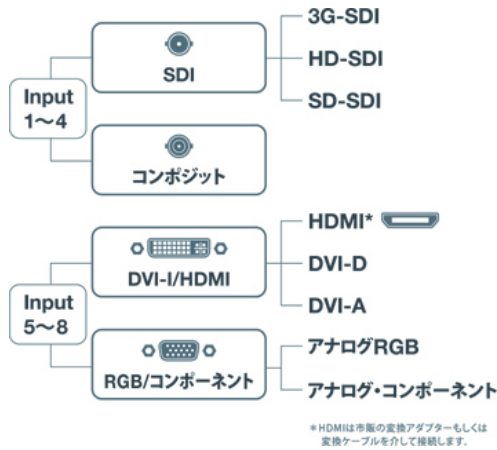 3G-SDI
SDI
HD-SDI
SD-SDI
Input
1〜4
コンポジット
HDMI*
DVI-I/HDMI
DVI-D
DVI-A
Input
5〜8
RGB/コンポーネント
アナログRGB
アナログ・コンポーネント
*HDMIは市販の変換アダプターもしくは
変換ケーブルを介して接続します。